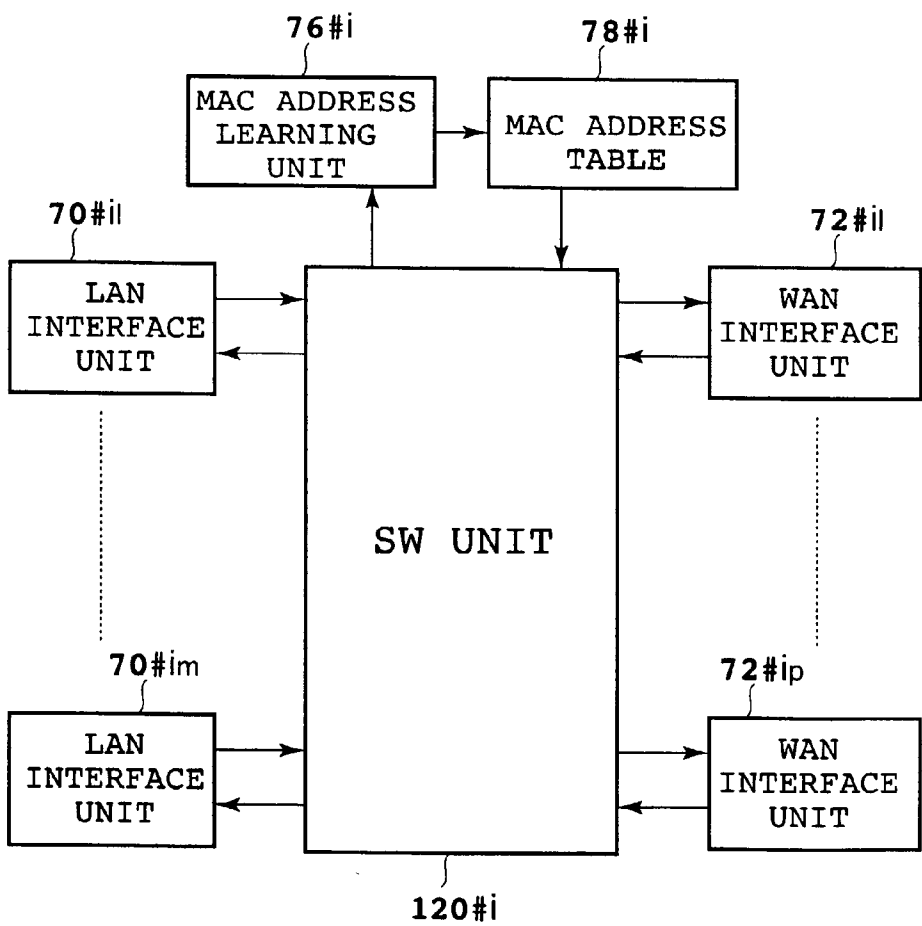 76#i
78#i
MAC ADDRESS
LEARNING
UNIT
MAC ADDRESS
TABLE
70#il
72#il
LAN
INTERFACE
UNIT
WAN
INTERFACE
UNIT
SW UNIT
70#im
72#ip
LAN
INTERFACE
UNIT
WAN
INTERFACE
UNIT
120#i